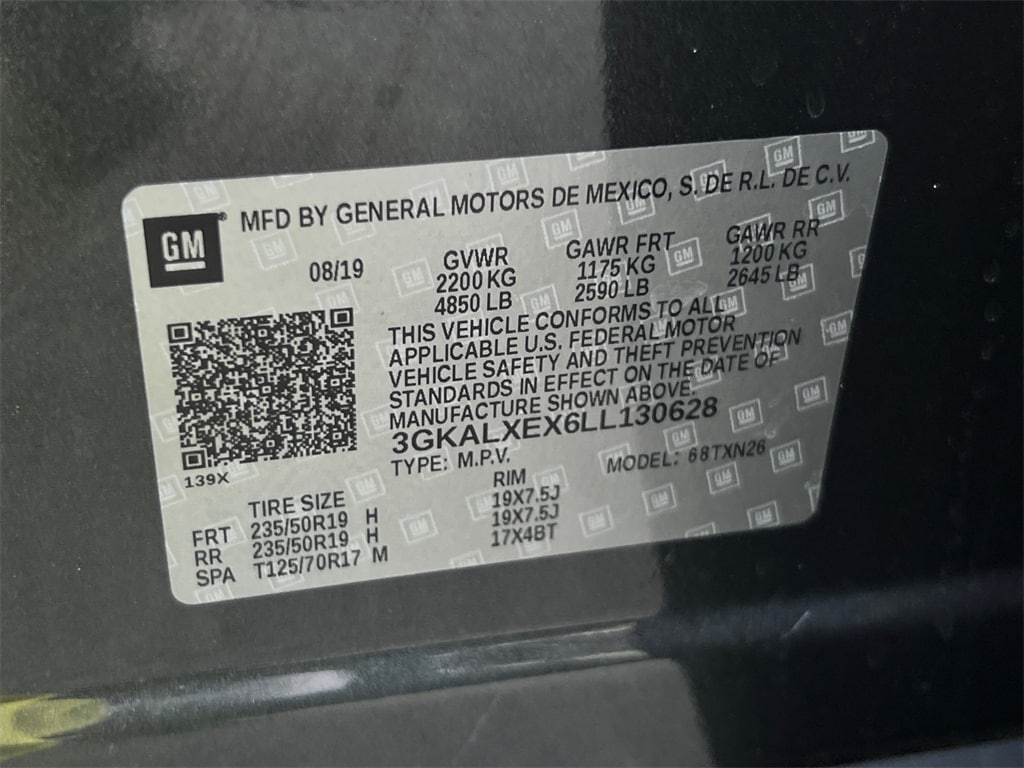 GM
MFD BY GENERAL MOTORS DE MEXICO, S. DE R.L. DE C.V.
08/19
GVWR
2200 KG
4850 LB
GAWR FRT
1175 KG
2590 LB
GAWR RR
1200 KG
2645 LB
THIS VEHICLE CONFORMS TO ALL
APPLICABLE U.S. FEDERAL MOTOR
VEHICLE SAFETY AND THEFT PREVENTION
STANDARDS IN EFFECT ON THE DATE OF
MANUFACTURE SHOWN ABOVE.
3GKALXEX6LL130628
TYPE: M.P.V. MODEL: 68TXN26
139X
TIRE SIZE RIM
FRT 235/50R19 H 19X7.5J
RR 235/50R19 H 19X7.5J
SPA T125/70R17 M 17X4BT